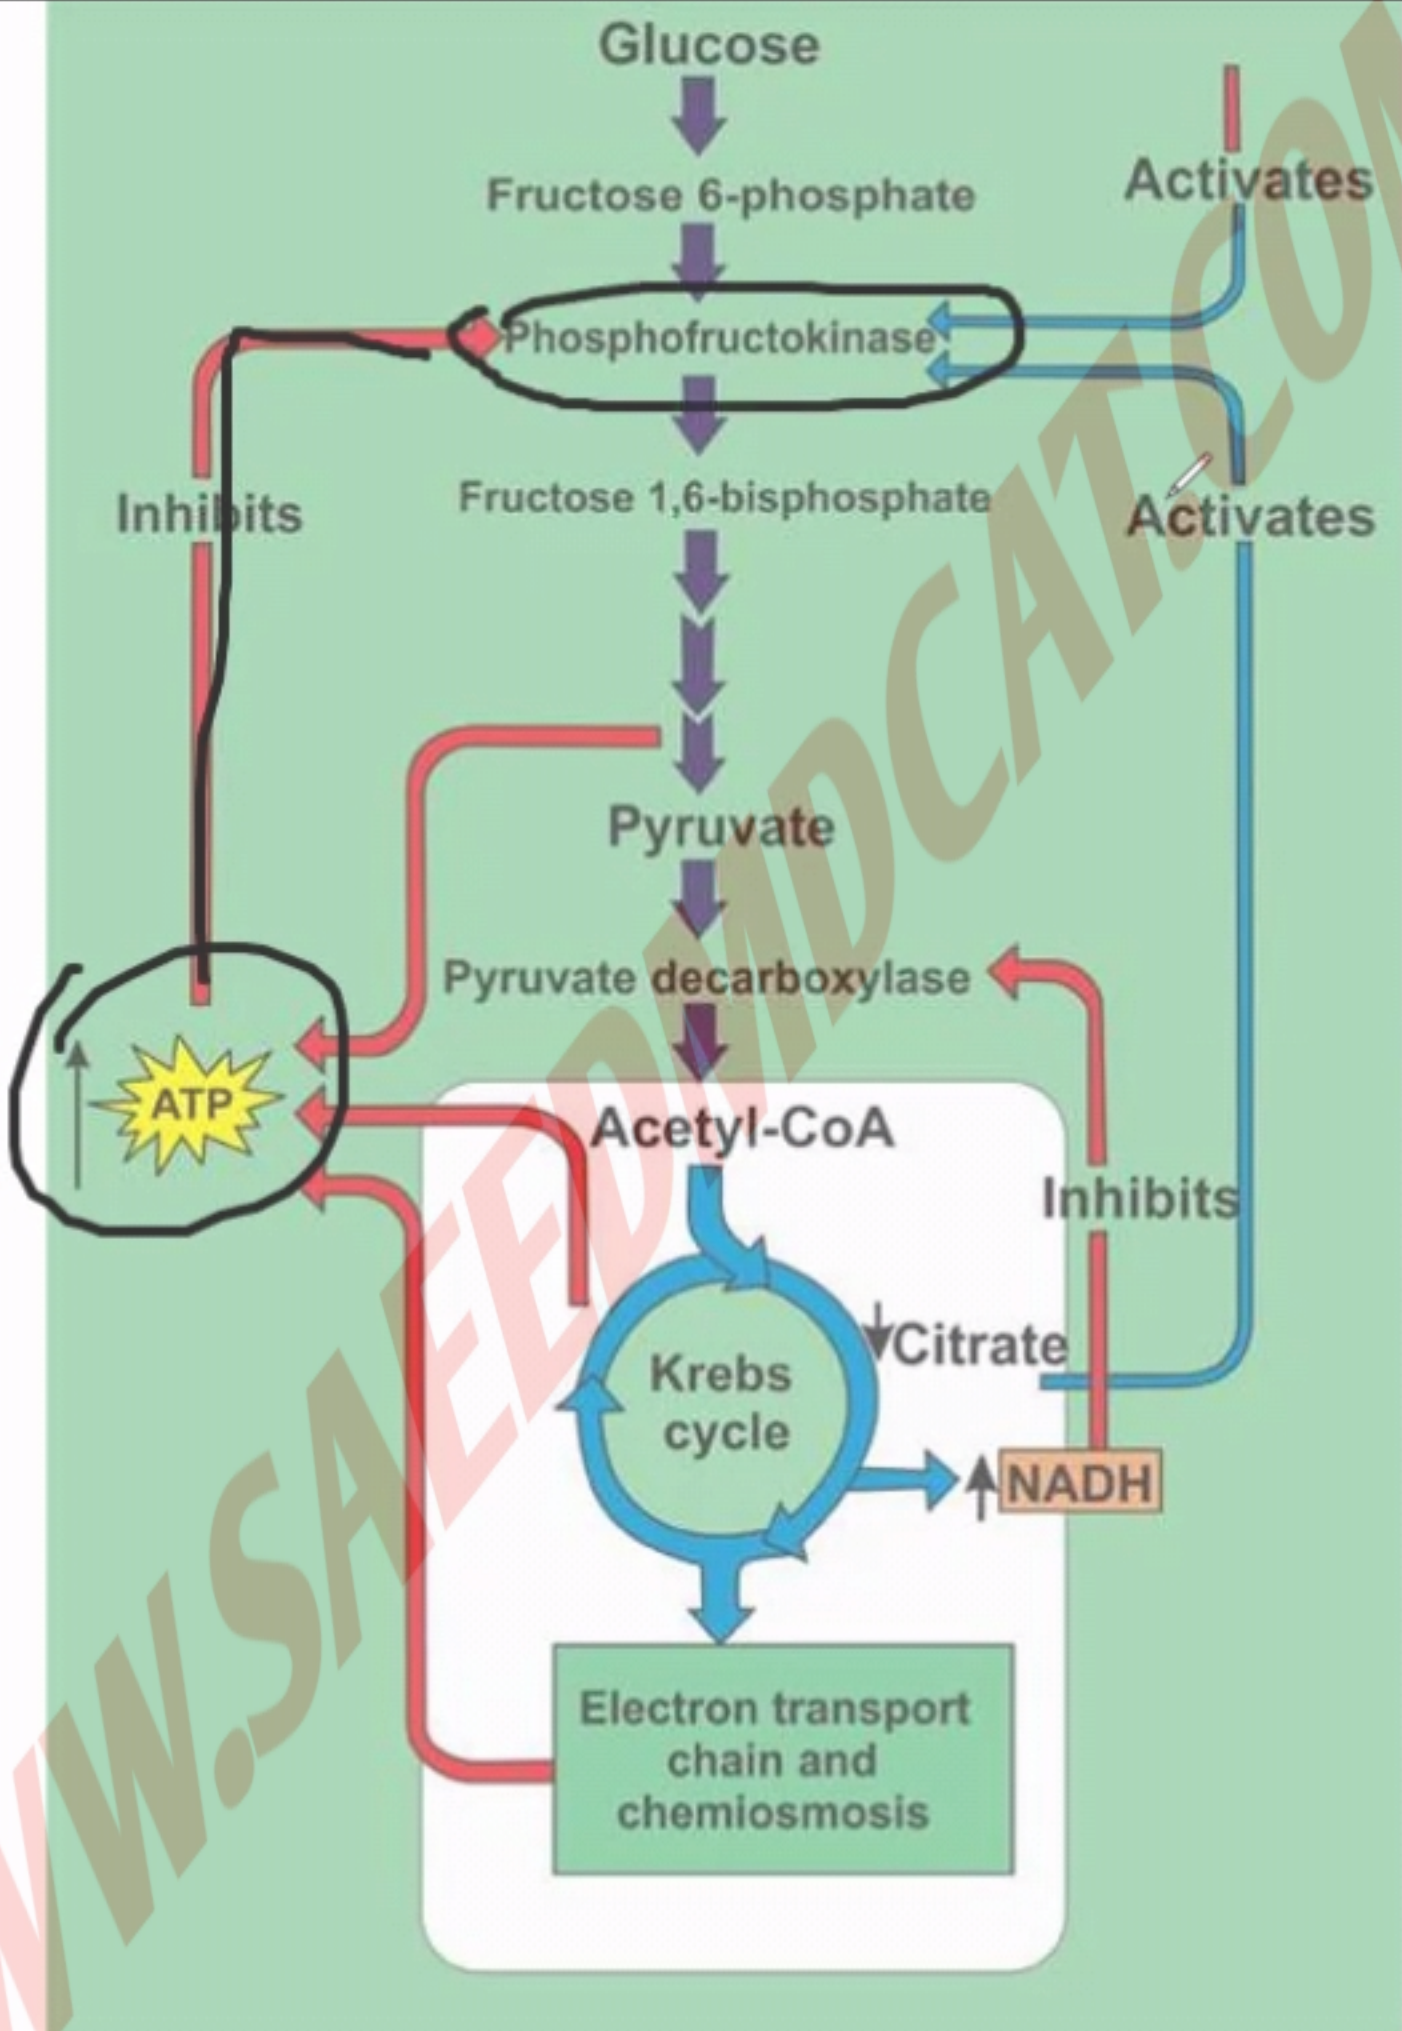 Glucose
Activates
Fructose 6-phosphate
Phosphofructokinase
Inhibits
Fructose 1,6-bisphosphate
Activates
Pyruvate
Pyruvate decarboxylase
ATP
Acetyl-CoA
Inhibits
Citrate
Krebs
cycle
NADH
Electron transport
chain and
chemiosmosis
WW.SAEEDMDCAT.COM